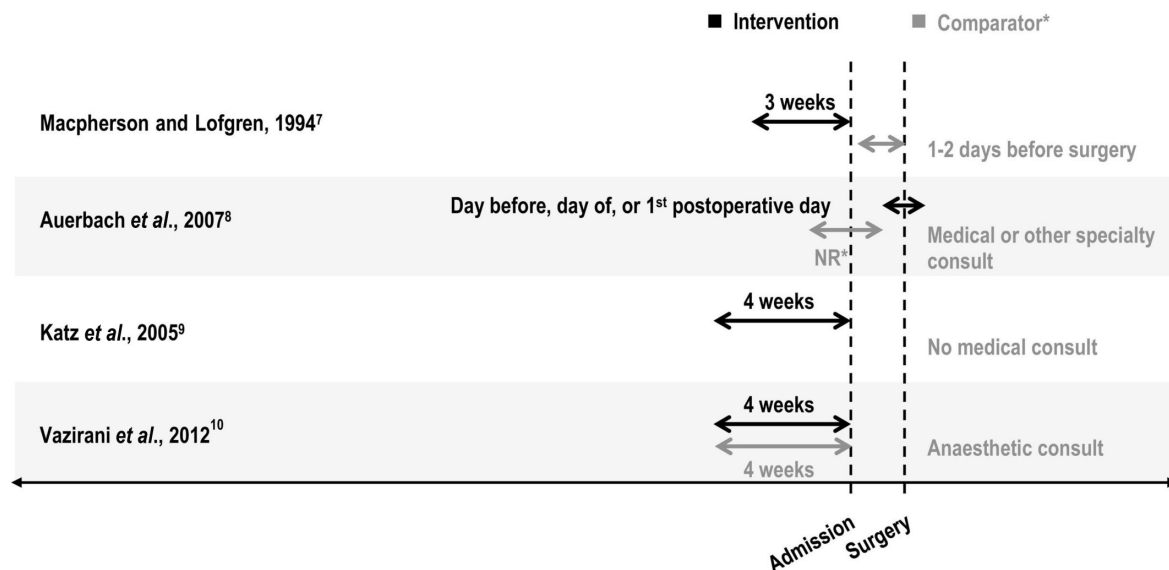 Intervention
Comparator*
Macpherson and Lofgren, 1994⁷
3 weeks
1-2 days before surgery
Auerbach et al., 2007⁸
Day before, day of, or 1ˢᵗ postoperative day
NR*
Medical or other specialty
consult
Katz et al., 2005⁹
4 weeks
No medical consult
Vazirani et al., 2012¹⁰
4 weeks
4 weeks
Anaesthetic consult
Admission
Surgery